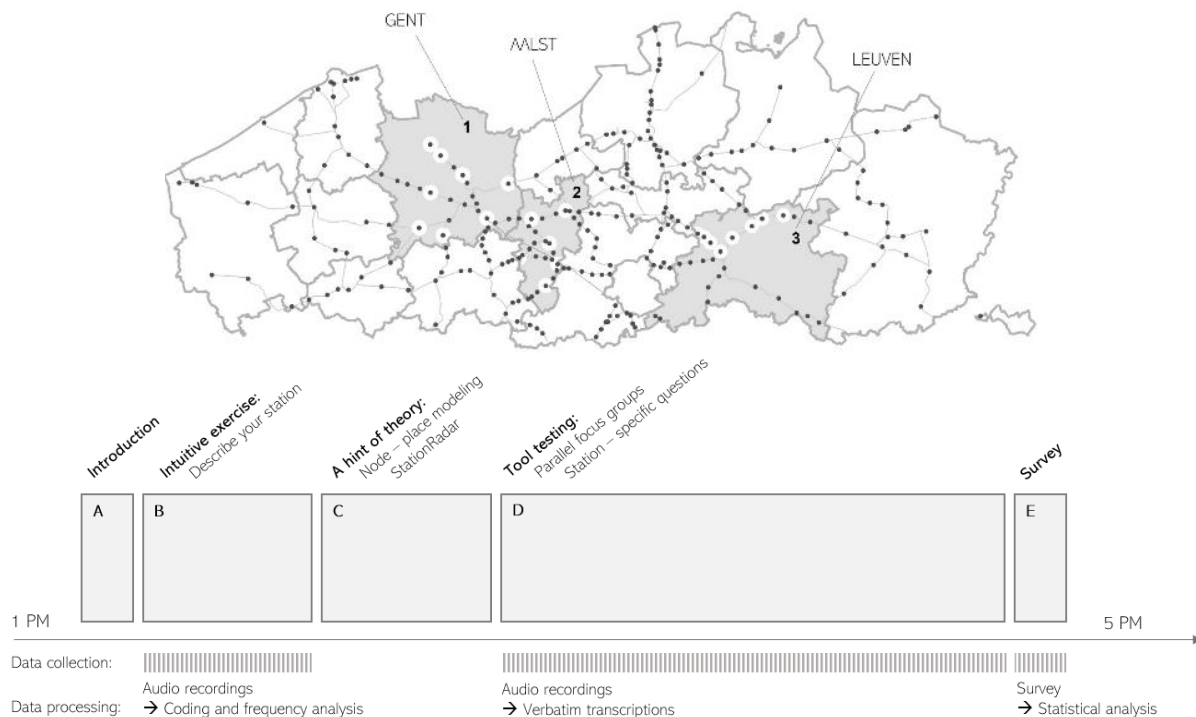 GENT
AALST
LEUVEN
1
2
3
Introduction
Intuitive exercise:
Describe your station
A hint of theory:
Node – place modeling
StationRadar
Tool testing:
Parallel focus groups
Station – specific questions
Survey
A
B
C
D
E
1 PM
5 PM
Data collection:
Audio recordings
Audio recordings
Survey
Data processing:
→ Coding and frequency analysis
→ Verbatim transcriptions
→ Statistical analysis